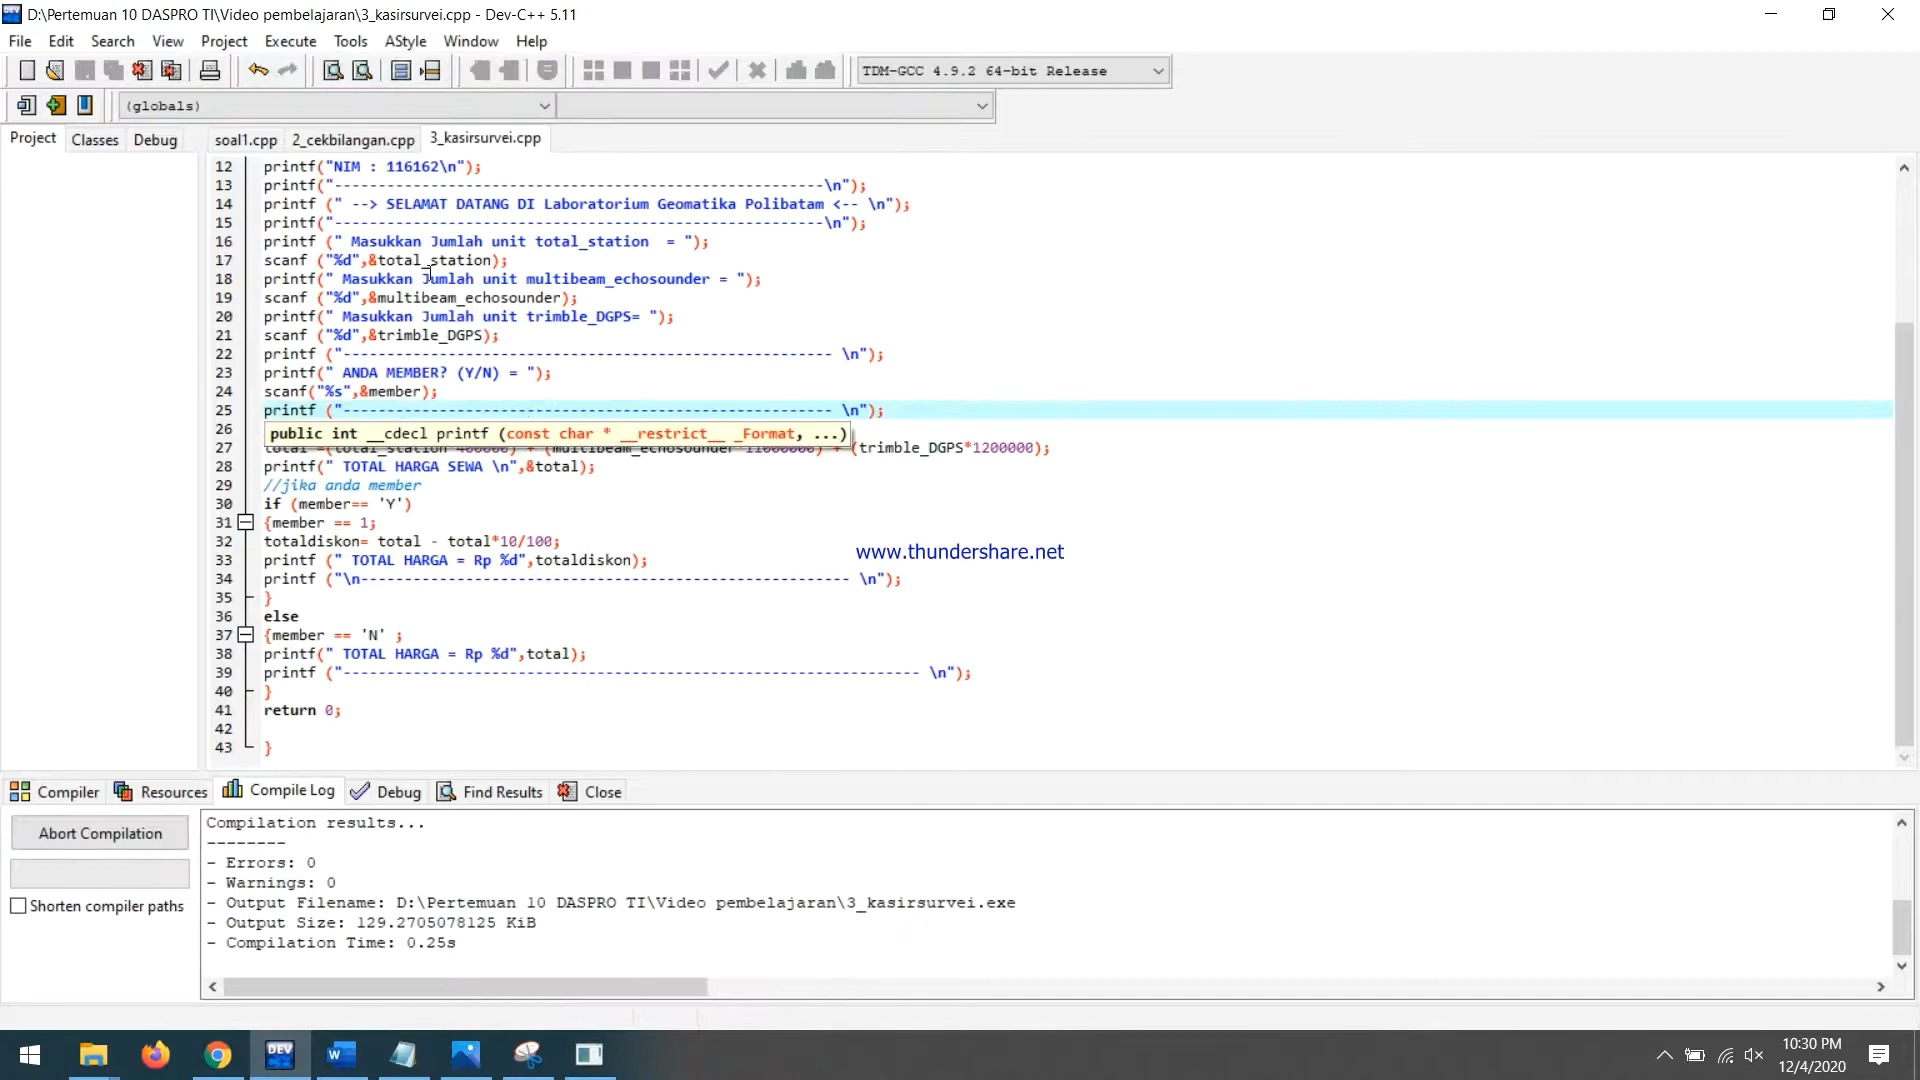 D:\Pertemuan 10 DASPRO TI\Video pembelajaran\3_kasirsurvei.cpp - Dev-C++ 5.11
File Edit Search View Project Execute Tools AStyle Window Help
TDM-GCC 4.9.2 64-bit Release
(globals)
Project Classes Debug
soal1.cpp 2_cekbilangan.cpp 3_kasirsurvei.cpp
12 printf("NIM : 116162\n");
13 printf("--------------------------------------------------------\n");
14 printf (" --> SELAMAT DATANG DI Laboratorium Geomatika Polibatam <-- \n");
15 printf("--------------------------------------------------------\n");
16 printf (" Masukkan Jumlah unit total_station  = ");
17 scanf ("%d",&total_station);
18 printf(" Masukkan Jumlah unit multibeam_echosounder = ");
19 scanf ("%d",&multibeam_echosounder);
20 printf(" Masukkan Jumlah unit trimble_DGPS= ");
21 scanf ("%d",&trimble_DGPS);
22 printf ("-------------------------------------------------------- \n");
23 printf(" ANDA MEMBER? (Y/N) = ");
24 scanf("%s",&member);
25 printf ("-------------------------------------------------------- \n");
26
public int __cdecl printf (const char * __restrict__ _Format, ...)
27 total =(total_station*400000) + (multibeam_echosounder*11000000) + (trimble_DGPS*1200000);
28 printf(" TOTAL HARGA SEWA \n",&total);
29 //jika anda member
30 if (member== 'Y')
31 {member == 1;
32 totaldiskon= total - total*10/100;
33 printf (" TOTAL HARGA = Rp %d",totaldiskon);
34 printf ("\n-------------------------------------------------------- \n");
35 }
36 else
37 {member == 'N' ;
38 printf(" TOTAL HARGA = Rp %d",total);
39 printf ("------------------------------------------------------------------ \n");
40 }
41 return 0;
42
43 }
www.thundershare.net
Compiler Resources Compile Log Debug Find Results Close
Abort Compilation
Shorten compiler paths
Compilation results...
--------
- Errors: 0
- Warnings: 0
- Output Filename: D:\Pertemuan 10 DASPRO TI\Video pembelajaran\3_kasirsurvei.exe
- Output Size: 129.2705078125 KiB
- Compilation Time: 0.25s
DEV
10:30 PM
12/4/2020